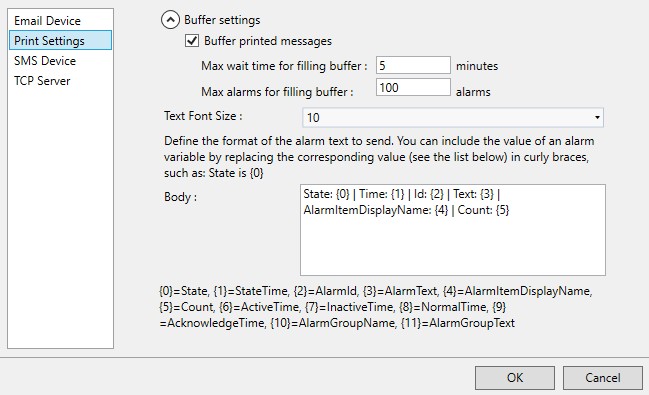 Email Device
Print Settings
SMS Device
TCP Server
Buffer settings
Buffer printed messages
Max wait time for filling buffer : 5 minutes
Max alarms for filling buffer : 100 alarms
Text Font Size : 10
Define the format of the alarm text to send. You can include the value of an alarm
variable by replacing the corresponding value (see the list below) in curly braces,
such as: State is {0}
Body : State: {0} | Time: {1} | Id: {2} | Text: {3} |
AlarmItemDisplayName: {4} | Count: {5}
{0}=State, {1}=StateTime, {2}=AlarmId, {3}=AlarmText, {4}=AlarmItemDisplayName,
{5}=Count, {6}=ActiveTime, {7}=InactiveTime, {8}=NormalTime, {9}
=AcknowledgeTime, {10}=AlarmGroupName, {11}=AlarmGroupText
OK Cancel